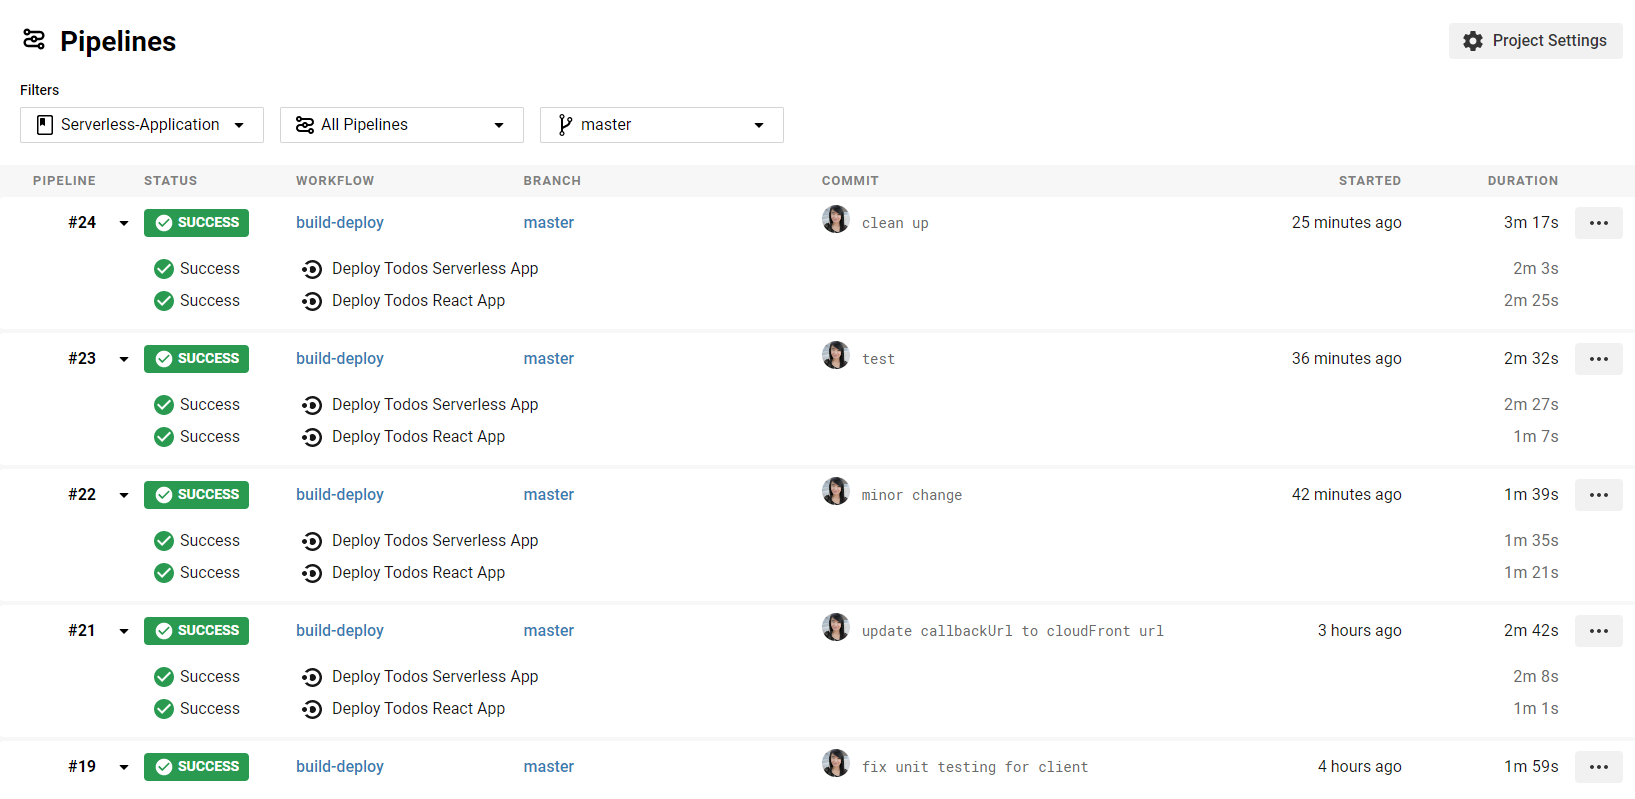 Pipelines
Project Settings
Filters
Serverless-Application All Pipelines master
PIPELINE STATUS WORKFLOW BRANCH COMMIT STARTED DURATION
#24 SUCCESS build-deploy master clean up 25 minutes ago 3m 17s
Success Deploy Todos Serverless App 2m 3s
Success Deploy Todos React App 2m 25s
#23 SUCCESS build-deploy master test 36 minutes ago 2m 32s
Success Deploy Todos Serverless App 2m 27s
Success Deploy Todos React App 1m 7s
#22 SUCCESS build-deploy master minor change 42 minutes ago 1m 39s
Success Deploy Todos Serverless App 1m 35s
Success Deploy Todos React App 1m 21s
#21 SUCCESS build-deploy master update callbackUrl to cloudFront url 3 hours ago 2m 42s
Success Deploy Todos Serverless App 2m 8s
Success Deploy Todos React App 1m 1s
#19 SUCCESS build-deploy master fix unit testing for client 4 hours ago 1m 59s